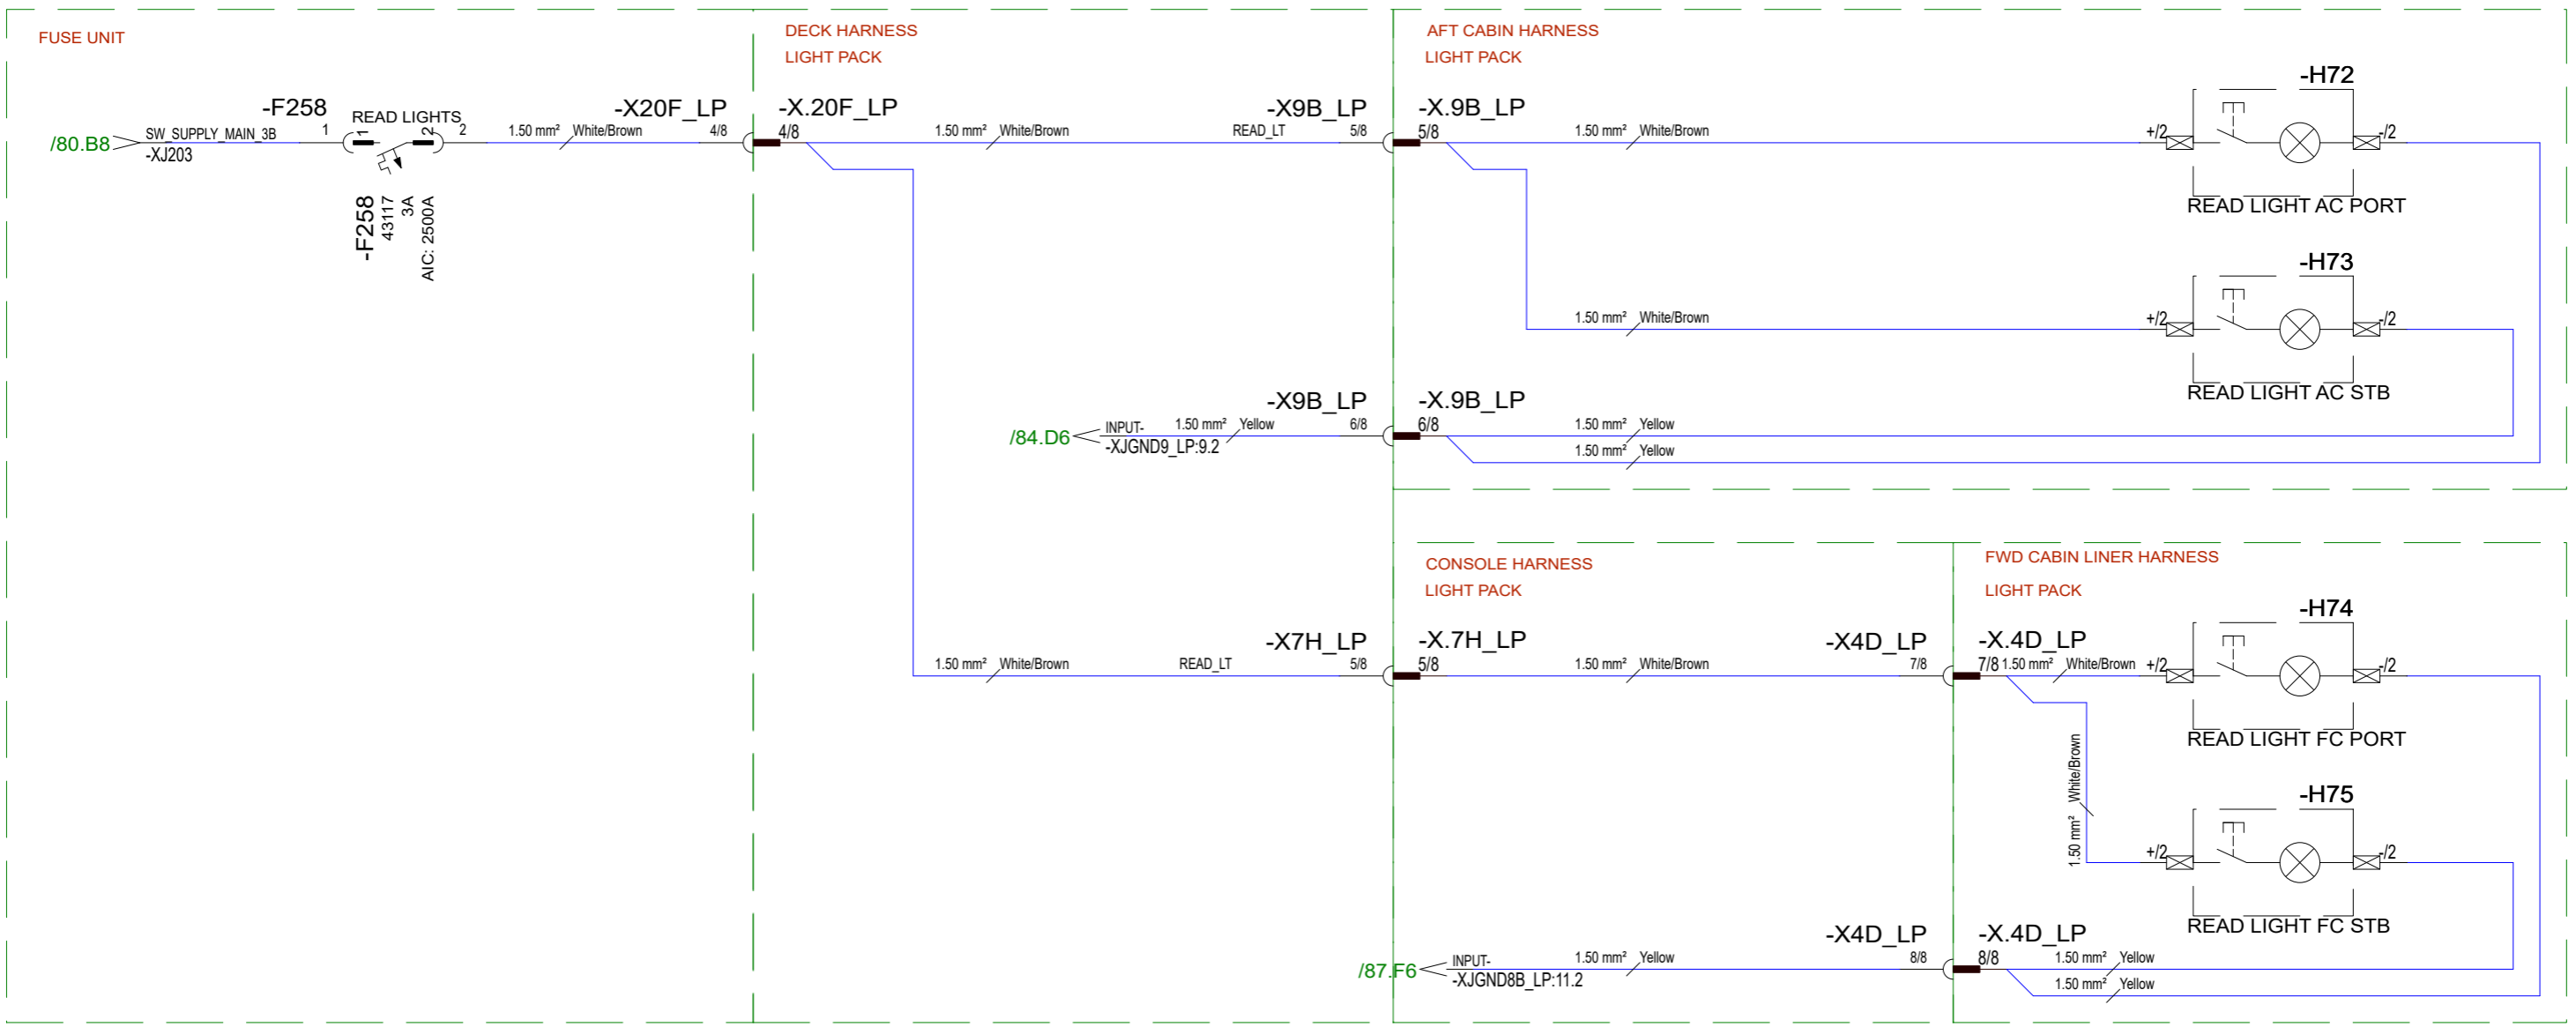 FUSE UNIT
DECK HARNESS
LIGHT PACK
AFT CABIN HARNESS
LIGHT PACK
-H72
-F258
READ LIGHTS
-X20F_LP
-X.20F_LP
-X9B_LP
-X.9B_LP
/80.B8
SW_SUPPLY_MAIN_3B
-XJ203
1
1
2
2
1.50 mm² White/Brown
4/8
4/8
1.50 mm² White/Brown
READ_LT
5/8
5/8
1.50 mm² White/Brown
+/2
-/2
READ LIGHT AC PORT
-F258
43117
3A
AIC: 2500A
-H73
1.50 mm² White/Brown
+/2
-/2
READ LIGHT AC STB
-X9B_LP
-X.9B_LP
/84.D6
INPUT-
-XJGND9_LP:9.2
1.50 mm² Yellow
6/8
6/8
1.50 mm² Yellow
1.50 mm² Yellow
CONSOLE HARNESS
LIGHT PACK
FWD CABIN LINER HARNESS
LIGHT PACK
-H74
-X7H_LP
-X.7H_LP
-X4D_LP
-X.4D_LP
1.50 mm² White/Brown
READ_LT
5/8
5/8
1.50 mm² White/Brown
7/8
7/8
1.50 mm² White/Brown
+/2
-/2
READ LIGHT FC PORT
1.50 mm² White/Brown
-H75
+/2
-/2
READ LIGHT FC STB
-X4D_LP
-X.4D_LP
/87.F6
INPUT-
-XJGND8B_LP:11.2
1.50 mm² Yellow
8/8
8/8
1.50 mm² Yellow
1.50 mm² Yellow